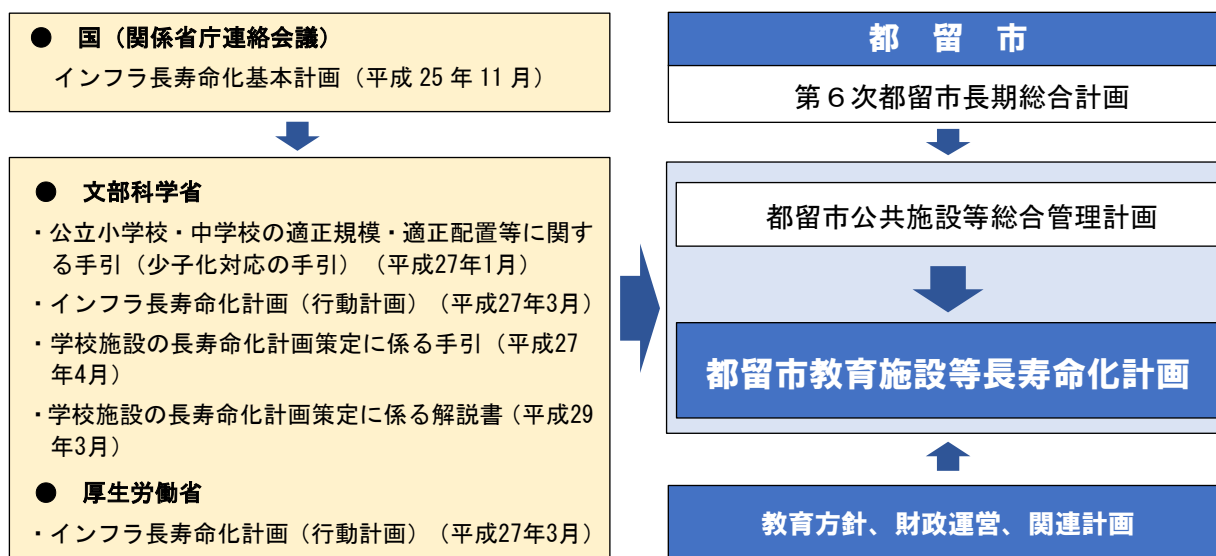 ● 国（関係省庁連絡会議）
インフラ長寿命化基本計画（平成 25 年 11 月）
● 文部科学省
・公立小学校・中学校の適正規模・適正配置等に関す
る手引（少子化対応の手引）（平成27年1月）
・インフラ長寿命化計画（行動計画）（平成27年3月）
・学校施設の長寿命化計画策定に係る手引（平成27
年4月）
・学校施設の長寿命化計画策定に係る解説書（平成29
年3月）
● 厚生労働省
・インフラ長寿命化計画（行動計画）（平成27年3月）
都 留 市
第６次都留市長期総合計画
都留市公共施設等総合管理計画
都留市教育施設等長寿命化計画
教育方針、財政運営、関連計画